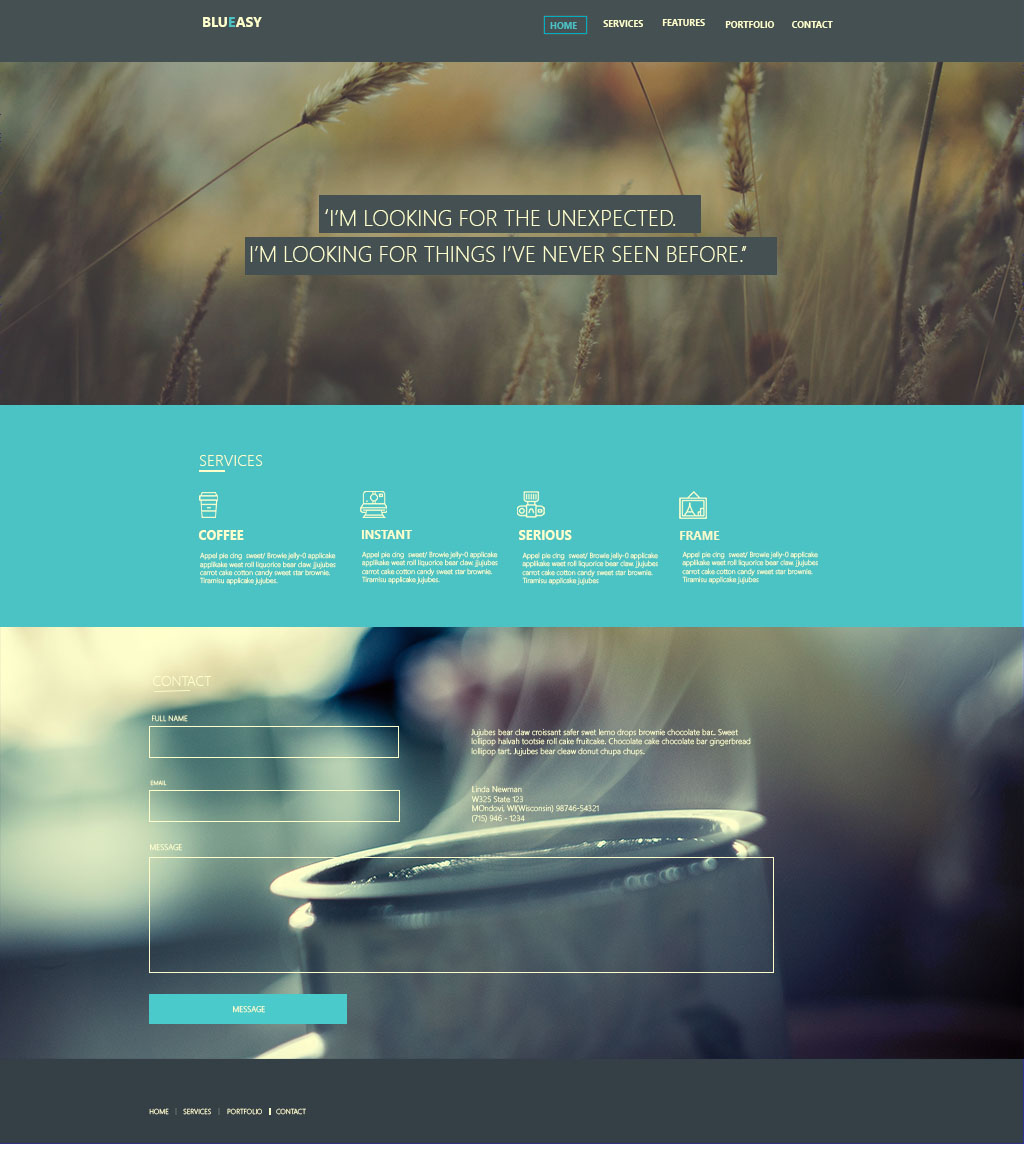 BLUEASY
HOME SERVICES FEATURES PORTFOLIO CONTACT
‘I’M LOOKING FOR THE UNEXPECTED.
I’M LOOKING FOR THINGS I’VE NEVER SEEN BEFORE.”
SERVICES
COFFEE
Appel pie cing sweet/ Browie jelly-0 applicake
applikake weet roll liquorice bear claw. jjujubes
carrot cake cotton candy sweet star brownie.
Tiramisu applicake jujubes.
INSTANT
Appel pie cing sweet/ Browie jelly-0 applicake
applikake weet roll liquorice bear claw. jjujubes
carrot cake cotton candy sweet star brownie.
Tiramisu applicake jujubes.
SERIOUS
Appel pie cing sweet/ Browie jelly-0 applicake
applikake weet roll liquorice bear claw. jjujubes
carrot cake cotton candy sweet star brownie.
Tiramisu applicake jujubes
FRAME
Appel pie cing sweet/ Browie jelly-0 applicake
applikake weet roll liquorice bear claw. jjujubes
carrot cake cotton candy sweet star brownie.
Tiramisu applicake jujubes
CONTACT
FULL NAME
EMAIL
MESSAGE
Jujubes bear claw croissant safer swet lemo drops brownie chocolate bac. Sweet
lollipop halvah tootsie roll cake fruitcake. Chocolate cake chocolate bar gingerbread
lollipop tart. Jujubes bear cleaw donut chupa chups.
Linda Newman
W325 State 123
MOndovi, WI(Wisconsin) 98746-54321
(715) 946 - 1234
MESSAGE
HOME | SERVICES | PORTFOLIO | CONTACT